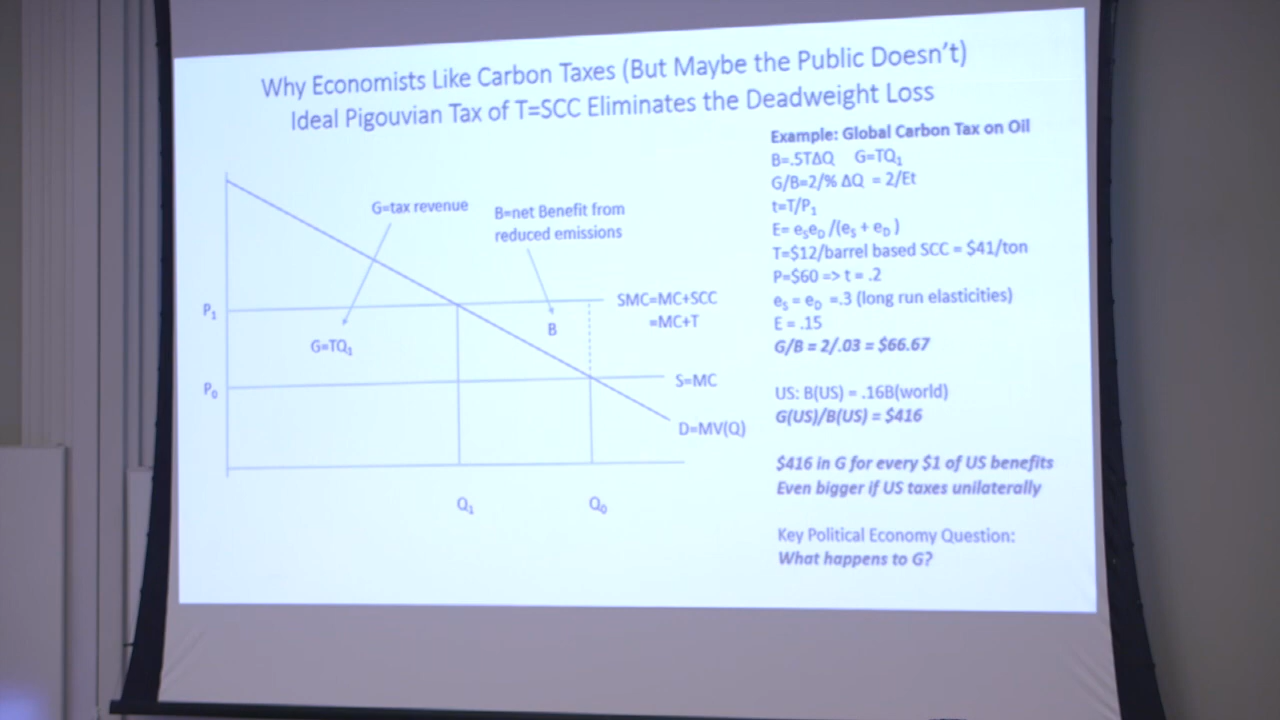 Why Economists Like Carbon Taxes (But Maybe the Public Doesn't)
Ideal Pigouvian Tax of T=SCC Eliminates the Deadweight Loss
G=tax revenue
B=net Benefit from
reduced emissions
P₁
SMC=MC+SCC
=MC+T
B
G=TQ₁
P₀
S=MC
D=MV(Q)
Q₁
Q₀
Example: Global Carbon Tax on Oil
B=.5TΔQ G=TQ₁
G/B=2/% ΔQ = 2/Et
t=T/P₁
E= eₛe_D /(eₛ + e_D )
T=$12/barrel based SCC = $41/ton
P=$60 => t = .2
eₛ = e_D =.3 (long run elasticities)
E = .15
G/B = 2/.03 = $66.67
US: B(US) = .16B(world)
G(US)/B(US) = $416
$416 in G for every $1 of US benefits
Even bigger if US taxes unilaterally
Key Political Economy Question:
What happens to G?